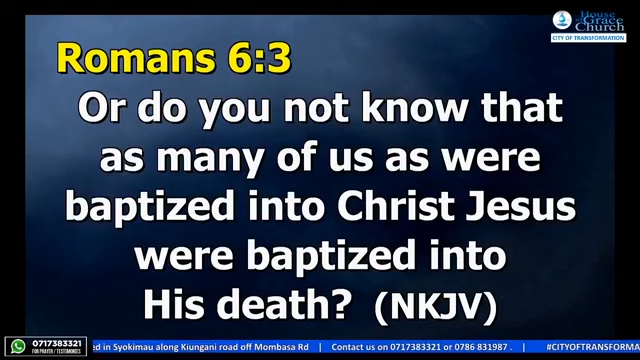 House
of Grace
Church
CITY OF TRANSFORMATION
Romans 6:3
Or do you not know that
as many of us as were
baptized into Christ Jesus
were baptized into
His death? (NKJV)
0717383321
FOR PRAYER / TESTIMONIES
ed in Syokimau along Kiungani road off Mombasa Rd | Contact us on 0717383321 or 0786 831987 . | #CITYOFTRANSFORMA